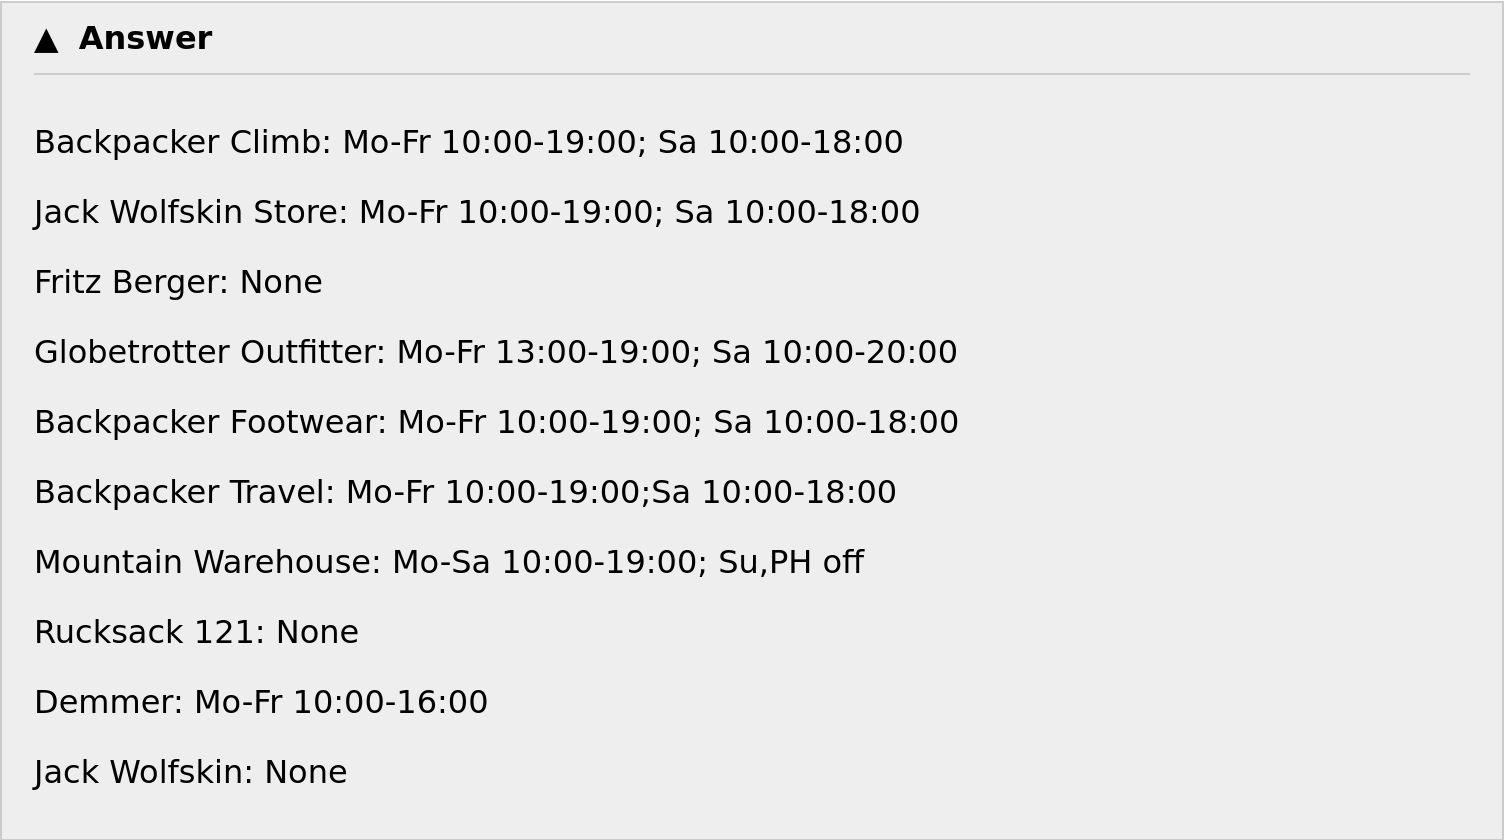 ▲ Answer
Backpacker Climb: Mo-Fr 10:00-19:00; Sa 10:00-18:00
Jack Wolfskin Store: Mo-Fr 10:00-19:00; Sa 10:00-18:00
Fritz Berger: None
Globetrotter Outfitter: Mo-Fr 13:00-19:00; Sa 10:00-20:00
Backpacker Footwear: Mo-Fr 10:00-19:00; Sa 10:00-18:00
Backpacker Travel: Mo-Fr 10:00-19:00;Sa 10:00-18:00
Mountain Warehouse: Mo-Sa 10:00-19:00; Su,PH off
Rucksack 121: None
Demmer: Mo-Fr 10:00-16:00
Jack Wolfskin: None